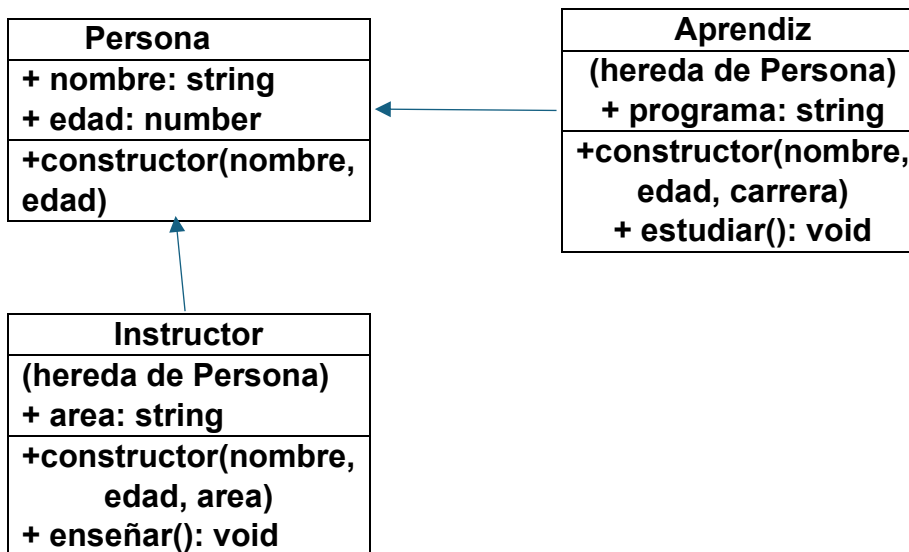 Persona
+ nombre: string
+ edad: number
+constructor(nombre,
edad)
Aprendiz
(hereda de Persona)
+ programa: string
+constructor(nombre,
edad, carrera)
+ estudiar(): void
Instructor
(hereda de Persona)
+ area: string
+constructor(nombre,
edad, area)
+ enseñar(): void